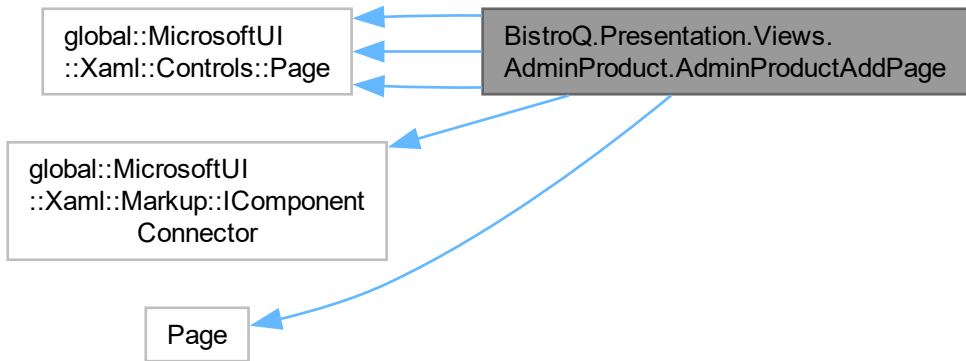 global::MicrosoftUI
::Xaml::Controls::Page
BistroQ.Presentation.Views.
AdminProduct.AdminProductAddPage
global::MicrosoftUI
::Xaml::Markup::IComponent
Connector
Page